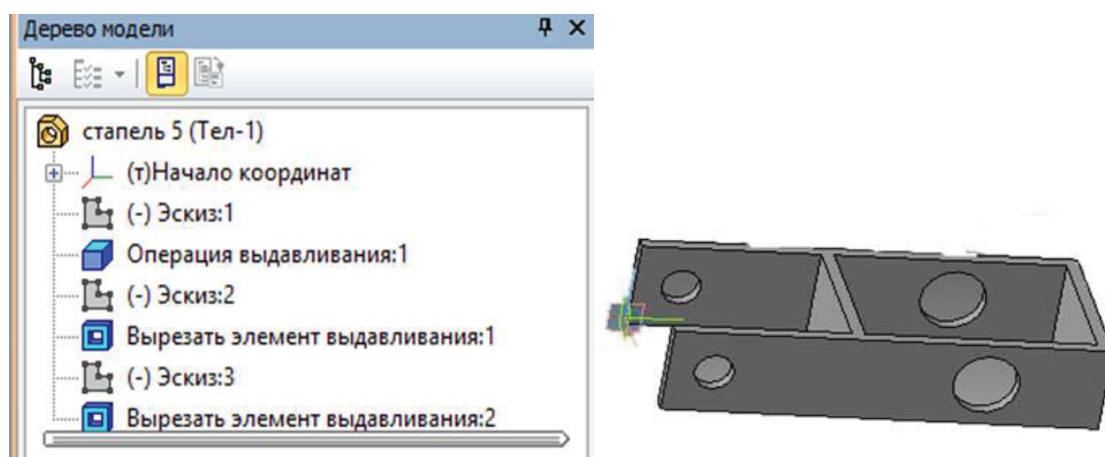 Дерево модели
стапель 5 (Тел-1)
(т)Начало координат
(-) Эскиз:1
Операция выдавливания:1
(-) Эскиз:2
Вырезать элемент выдавливания:1
(-) Эскиз:3
Вырезать элемент выдавливания:2